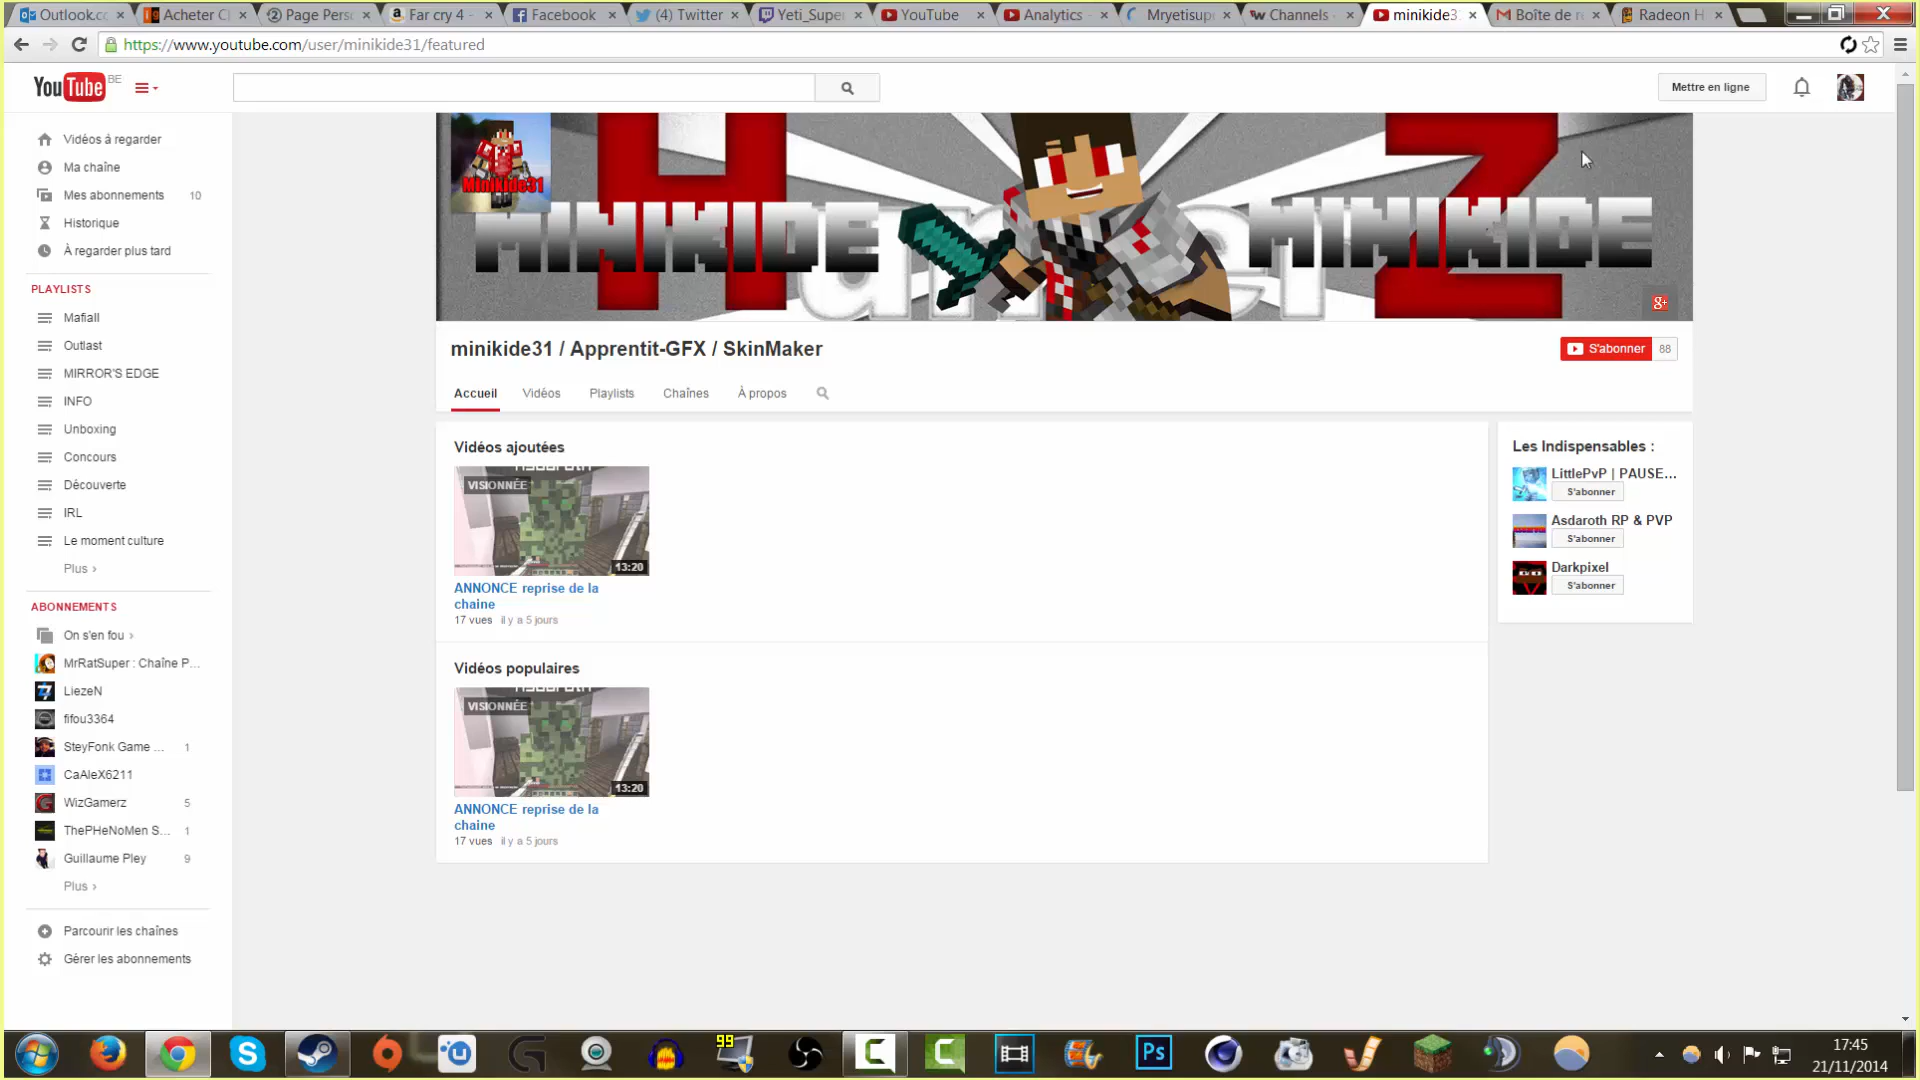 Outlook.co
Acheter C
Page Pers
Far cry 4 -
Facebook
(4) Twitter
Yeti_Supe
YouTube
Analytics -
Mryetisup
Channels -
minikide3
Boîte de r
Radeon H
https://www.youtube.com/user/minikide31/featured
YouTube BE
Mettre en ligne
Vidéos à regarder
Ma chaîne
Mes abonnements 10
Historique
À regarder plus tard
PLAYLISTS
Mafiall
Outlast
MIRROR'S EDGE
INFO
Unboxing
Concours
Découverte
IRL
Le moment culture
Plus ›
ABONNEMENTS
On s'en fou ›
MrRatSuper : Chaîne P...
LiezeN
fifou3364
SteyFonk Game ... 1
CaAleX6211
WizGamerz 5
ThePHeNoMen S... 1
Guillaume Pley 9
Plus ›
Parcourir les chaînes
Gérer les abonnements
Minikide31
H Z
MINIKIDE MINIKIDE
g+
minikide31 / Apprentit-GFX / SkinMaker
S'abonner 88
Accueil Vidéos Playlists Chaînes À propos
Vidéos ajoutées
VISIONNÉE
13:20
ANNONCE reprise de la
chaine
17 vues il y a 5 jours
Vidéos populaires
VISIONNÉE
13:20
ANNONCE reprise de la
chaine
17 vues il y a 5 jours
Les Indispensables :
LittlePvP | PAUSE...
S'abonner
Asdaroth RP & PVP
S'abonner
Darkpixel
S'abonner
99
Ps
17:45
21/11/2014